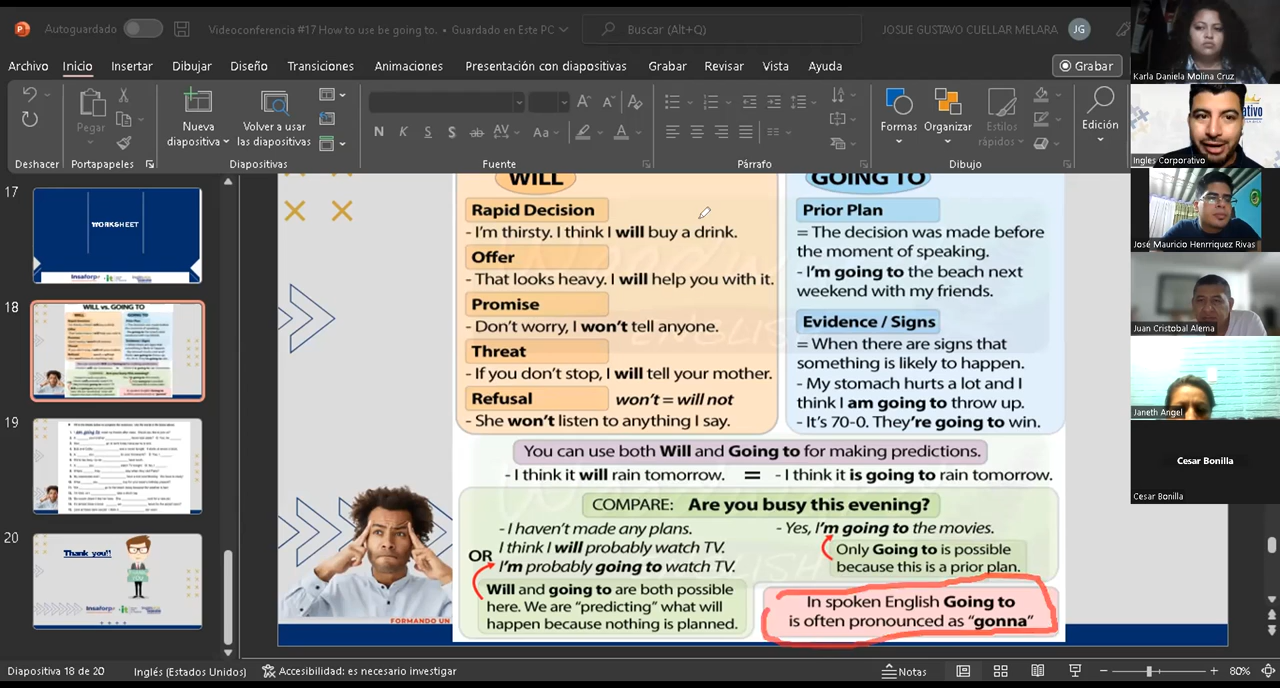 Autoguardado
Videoconferencia #17 How to use be going to. • Guardado en Este PC
Buscar (Alt+Q)
JOSUE GUSTAVO CUELLAR MELARA
JG
Archivo Inicio Insertar Dibujar Diseño Transiciones Animaciones Presentación con diapositivas Grabar Revisar Vista Ayuda
Grabar
Pegar
Nueva diapositiva
Volver a usar las diapositivas
N K S S ab AV Aa A
Formas
Organizar
Estilos rápidos
Edición
Deshacer
Portapapeles
Diapositivas
Fuente
Párrafo
Dibujo
17
WORKSHEET
Insaforp
18
WILL vs. GOING TO
19
20
Thank you!!
Insaforp
WILL
Rapid Decision
- I'm thirsty. I think I will buy a drink.
Offer
- That looks heavy. I will help you with it.
Promise
- Don't worry, I won't tell anyone.
Threat
- If you don't stop, I will tell your mother.
Refusal won't = will not
- She won't listen to anything I say.
GOING TO
Prior Plan
= The decision was made before
the moment of speaking.
- I'm going to the beach next
weekend with my friends.
Evidence / Signs
= When there are signs that
something is likely to happen.
- My stomach hurts a lot and I
think I am going to throw up.
- It's 70-0. They're going to win.
You can use both Will and Going to for making predictions.
I think it will rain tomorrow. = - I think it is going to rain tomorrow.
COMPARE: Are you busy this evening?
- I haven't made any plans.
I think I will probably watch TV.
OR
I'm probably going to watch TV.
Will and going to are both possible
here. We are "predicting" what will
happen because nothing is planned.
- Yes, I'm going to the movies.
Only Going to is possible
because this is a prior plan.
In spoken English Going to
is often pronounced as "gonna"
FORMANDO UN
Karla Daniela Molina Cruz
Ingles Corporativo
José Mauricio Henrriquez Rivas
Juan Cristobal Alema
Janeth Angel
Cesar Bonilla
Cesar Bonilla
Diapositiva 18 de 20
Inglés (Estados Unidos)
Accesibilidad: es necesario investigar
Notas
80%